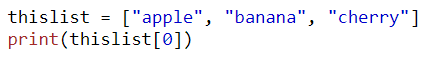 thislist = ["apple", "banana", "cherry"]
print(thislist[0])